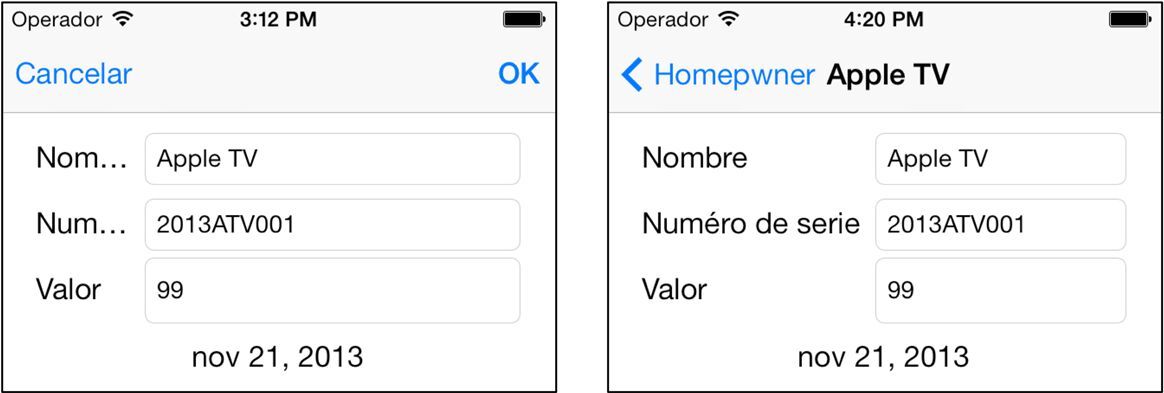 Operador 3:12 PM
Cancelar OK
Nom... Apple TV
Num... 2013ATV001
Valor 99
nov 21, 2013
Operador 4:20 PM
Homepwner Apple TV
Nombre Apple TV
Numéro de serie 2013ATV001
Valor 99
nov 21, 2013